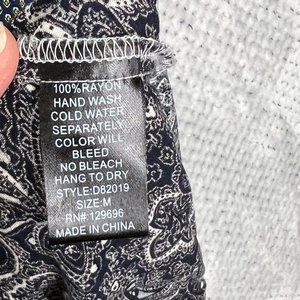 100%RAYON
HAND WASH
COLD WATER
SEPARATELY
COLOR WILL
BLEED
NO BLEACH
HANG TO DRY
STYLE:D82019
SIZE:M
RN#:129696
MADE IN CHINA